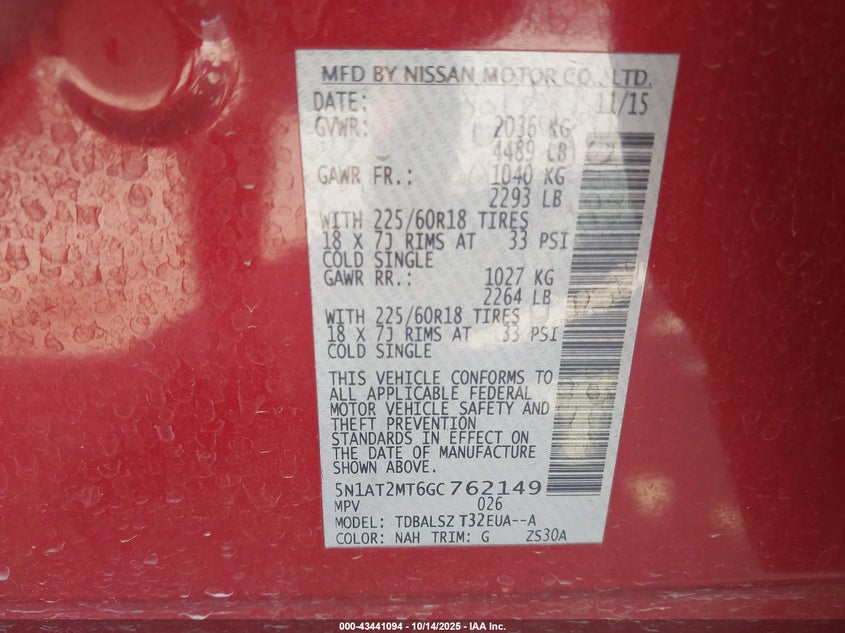 MFD BY NISSAN MOTOR CO.,LTD.
DATE: 11/15
GVWR: 2036 KG
4489 LB
GAWR FR.: 1040 KG
2293 LB
WITH 225/60R18 TIRES
18 X 7J RIMS AT 33 PSI
COLD SINGLE
GAWR RR.: 1027 KG
2264 LB
WITH 225/60R18 TIRES
18 X 7J RIMS AT 33 PSI
COLD SINGLE
THIS VEHICLE CONFORMS TO
ALL APPLICABLE FEDERAL
MOTOR VEHICLE SAFETY AND
THEFT PREVENTION
STANDARDS IN EFFECT ON
THE DATE OF MANUFACTURE
SHOWN ABOVE.
5N1AT2MT6GC762149
MPV 026
MODEL: TDBALSZ T32EUA--A
COLOR: NAH TRIM: G ZS30A
000-43441094 - 10/14/2025 - IAA Inc.